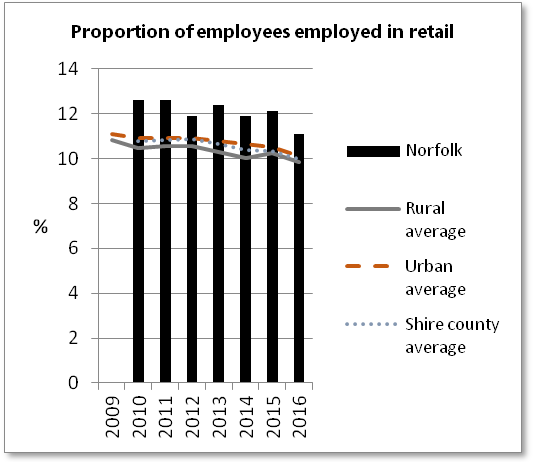 Proportion of employees employed in retail
14
12
10
8
6
4
2
0
%
2009
2010
2011
2012
2013
2014
2015
2016
Norfolk
Rural
average
Urban
average
Shire county
average